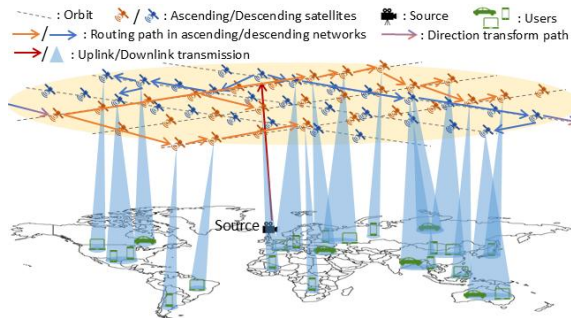 : Orbit
/ : Ascending/Descending satellites
: Source
: Users
/ : Routing path in ascending/descending networks
: Direction transform path
/ : Uplink/Downlink transmission
Source